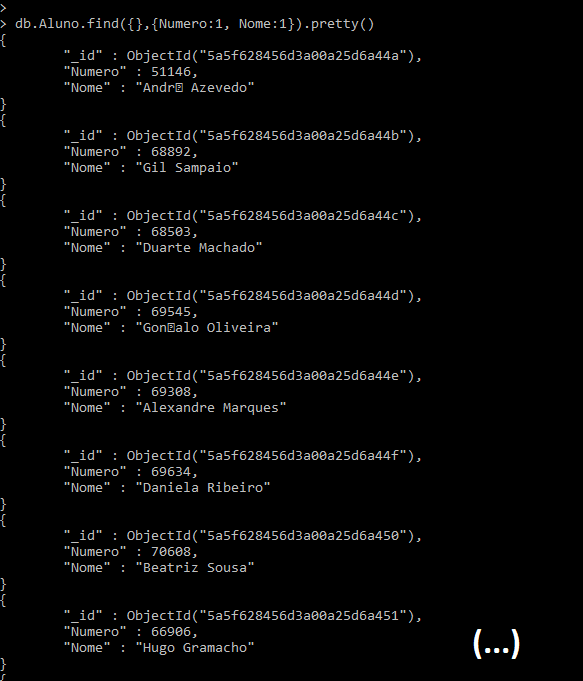 >
> db.Aluno.find({},{Numero:1, Nome:1}).pretty()
{
"_id" : ObjectId("5a5f628456d3a00a25d6a44a"),
"Numero" : 51146,
"Nome" : "Andr� Azevedo"
}
{
"_id" : ObjectId("5a5f628456d3a00a25d6a44b"),
"Numero" : 68892,
"Nome" : "Gil Sampaio"
}
{
"_id" : ObjectId("5a5f628456d3a00a25d6a44c"),
"Numero" : 68503,
"Nome" : "Duarte Machado"
}
{
"_id" : ObjectId("5a5f628456d3a00a25d6a44d"),
"Numero" : 69545,
"Nome" : "Gon�alo Oliveira"
}
{
"_id" : ObjectId("5a5f628456d3a00a25d6a44e"),
"Numero" : 69308,
"Nome" : "Alexandre Marques"
}
{
"_id" : ObjectId("5a5f628456d3a00a25d6a44f"),
"Numero" : 69634,
"Nome" : "Daniela Ribeiro"
}
{
"_id" : ObjectId("5a5f628456d3a00a25d6a450"),
"Numero" : 70608,
"Nome" : "Beatriz Sousa"
}
{
"_id" : ObjectId("5a5f628456d3a00a25d6a451"),
"Numero" : 66906,
"Nome" : "Hugo Gramacho"
(...)
}
{